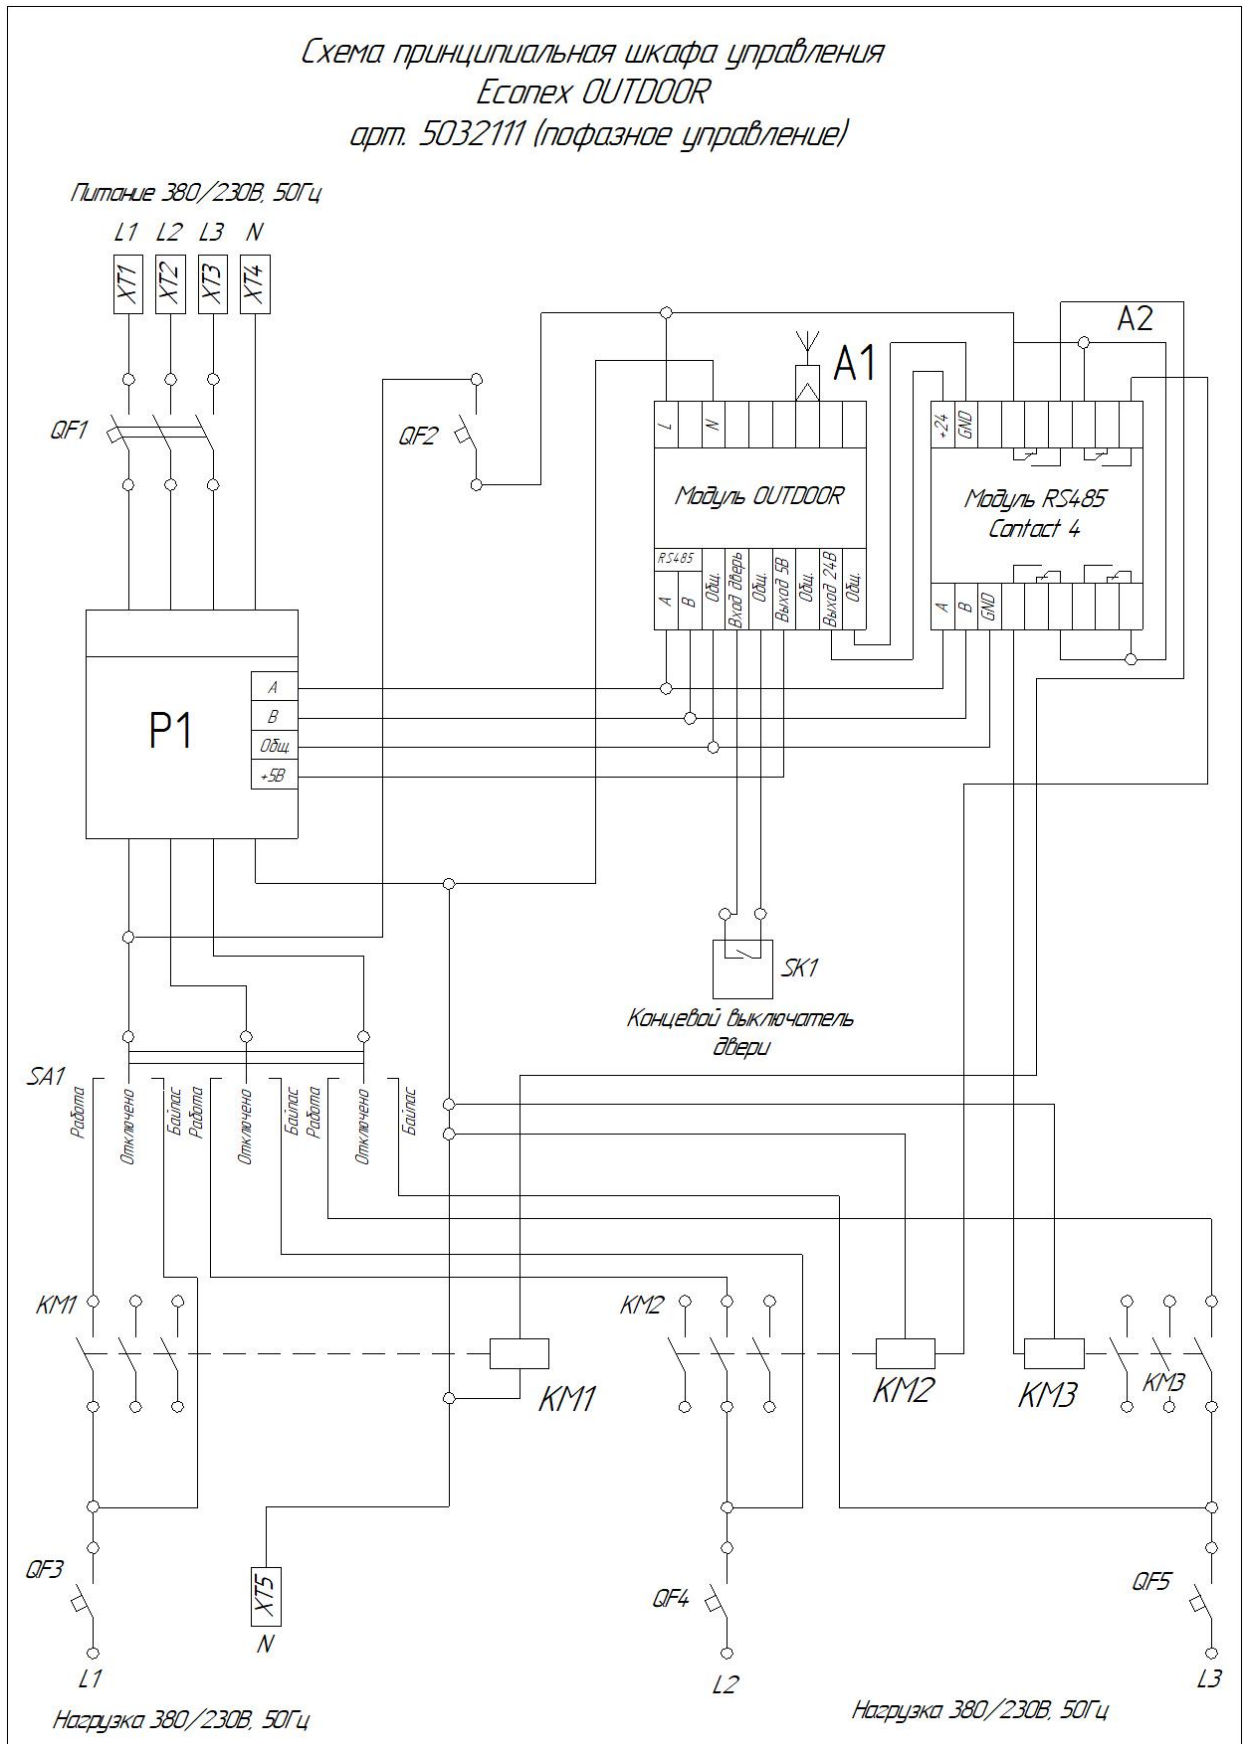 Схема принципиальная шкафа управления
Econex OUTDOOR
арт. 5032111 (пофазное управление)
Питание 380/230В, 50Гц
L1 L2 L3 N
XT1 XT2 XT3 XT4
A2
A1
QF1
QF2
L N
+24 GND
Модуль OUTDOOR
Модуль RS485
Contact 4
RS485
A B Общ. Вход дверь Общ. Выход 5В Общ. Выход 24В Общ.
A B GND
P1
A
B
Общ.
+5В
SK1
Концевой выключатель
двери
SA1
Работа Отключено Байпас Работа Отключено Байпас Работа Отключено Байпас
KM1
KM2
KM1
KM2
KM3
KM3
QF3
XT5
N
QF4
QF5
L1
L2
L3
Нагрузка 380/230В, 50Гц
Нагрузка 380/230В, 50Гц